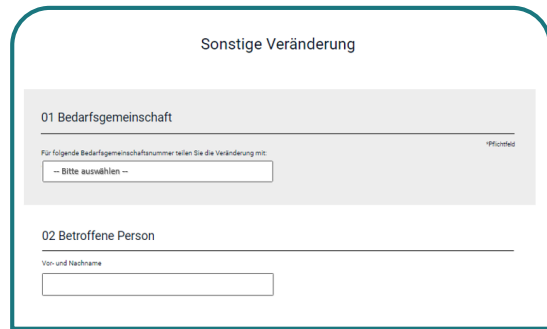 Sonstige Veränderung
01 Bedarfsgemeinschaft
*Pflichtfeld
Für folgende Bedarfsgemeinschaftsnummer teilen Sie die Veränderung mit:
-- Bitte auswählen --
02 Betroffene Person
Vor- und Nachname